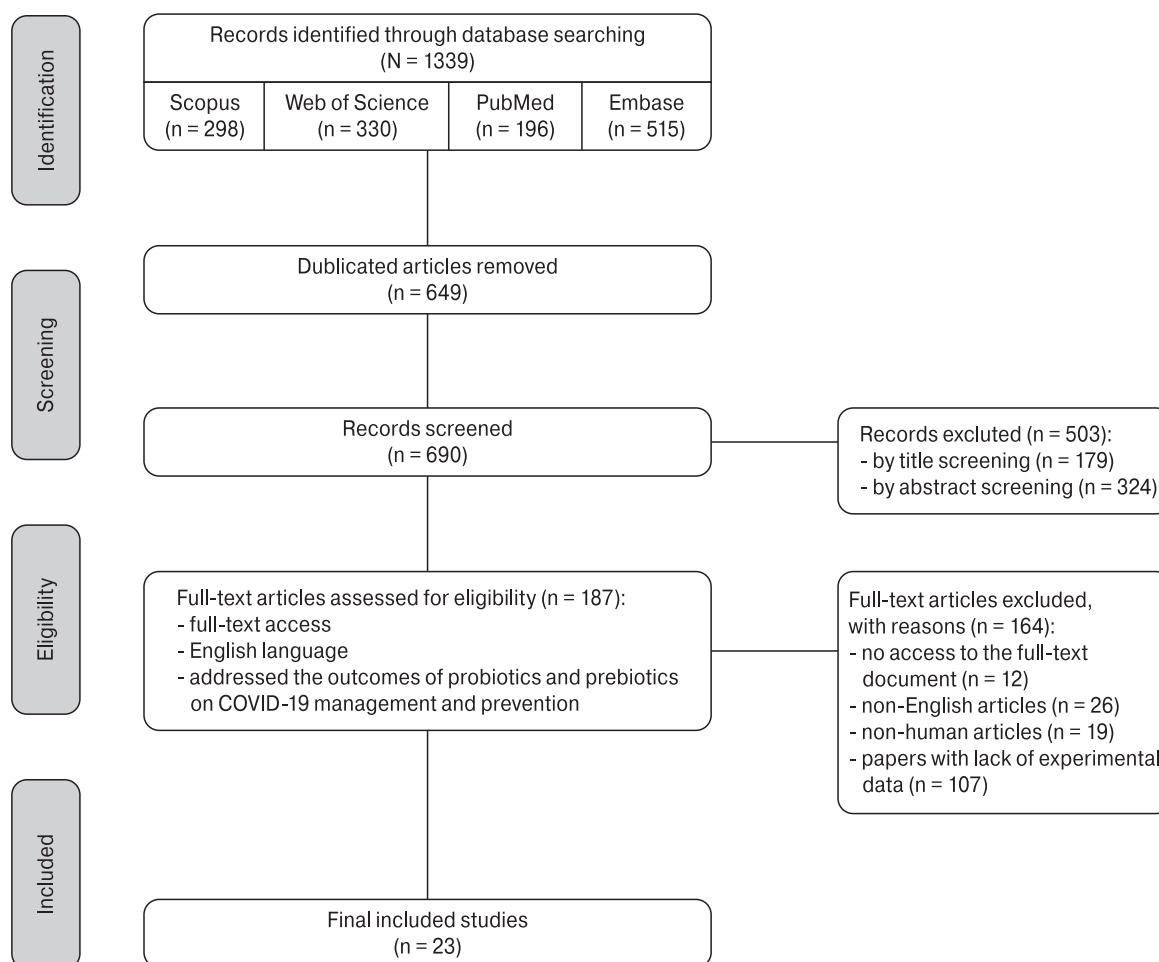 Identification
Records identified through database searching
(N = 1339)
Scopus
(n = 298)
Web of Science
(n = 330)
PubMed
(n = 196)
Embase
(n = 515)
Screening
Dublicated articles removed
(n = 649)
Records screened
(n = 690)
Records excluted (n = 503):
- by title screening (n = 179)
- by abstract screening (n = 324)
Eligibility
Full-text articles assessed for eligibility (n = 187):
- full-text access
- English language
- addressed the outcomes of probiotics and prebiotics
on COVID-19 management and prevention
Full-text articles excluded,
with reasons (n = 164):
- no access to the full-text
document (n = 12)
- non-English articles (n = 26)
- non-human articles (n = 19)
- papers with lack of experimental
data (n = 107)
Included
Final included studies
(n = 23)